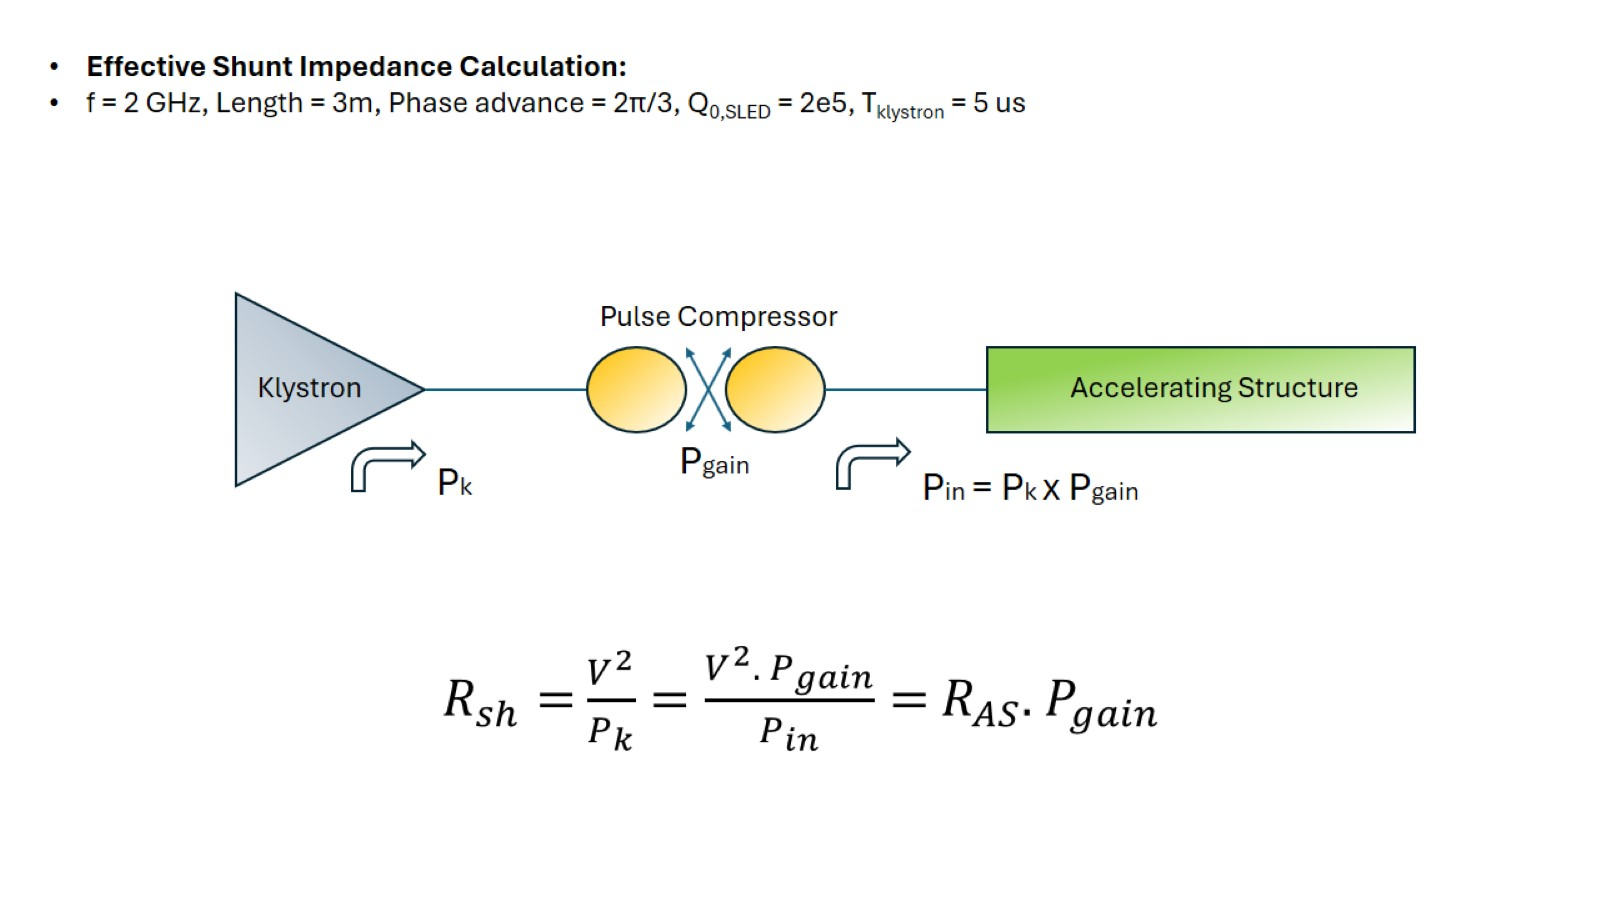 • Effective Shunt Impedance Calculation:
• f = 2 GHz, Length = 3m, Phase advance = 2π/3, Q0,SLED = 2e5, Tklystron = 5 us
Pulse Compressor
Klystron
Accelerating Structure
Pgain
Pk
Pin = Pk x Pgain
Rsh = V²/Pk = V².Pgain/Pin = RAS. Pgain